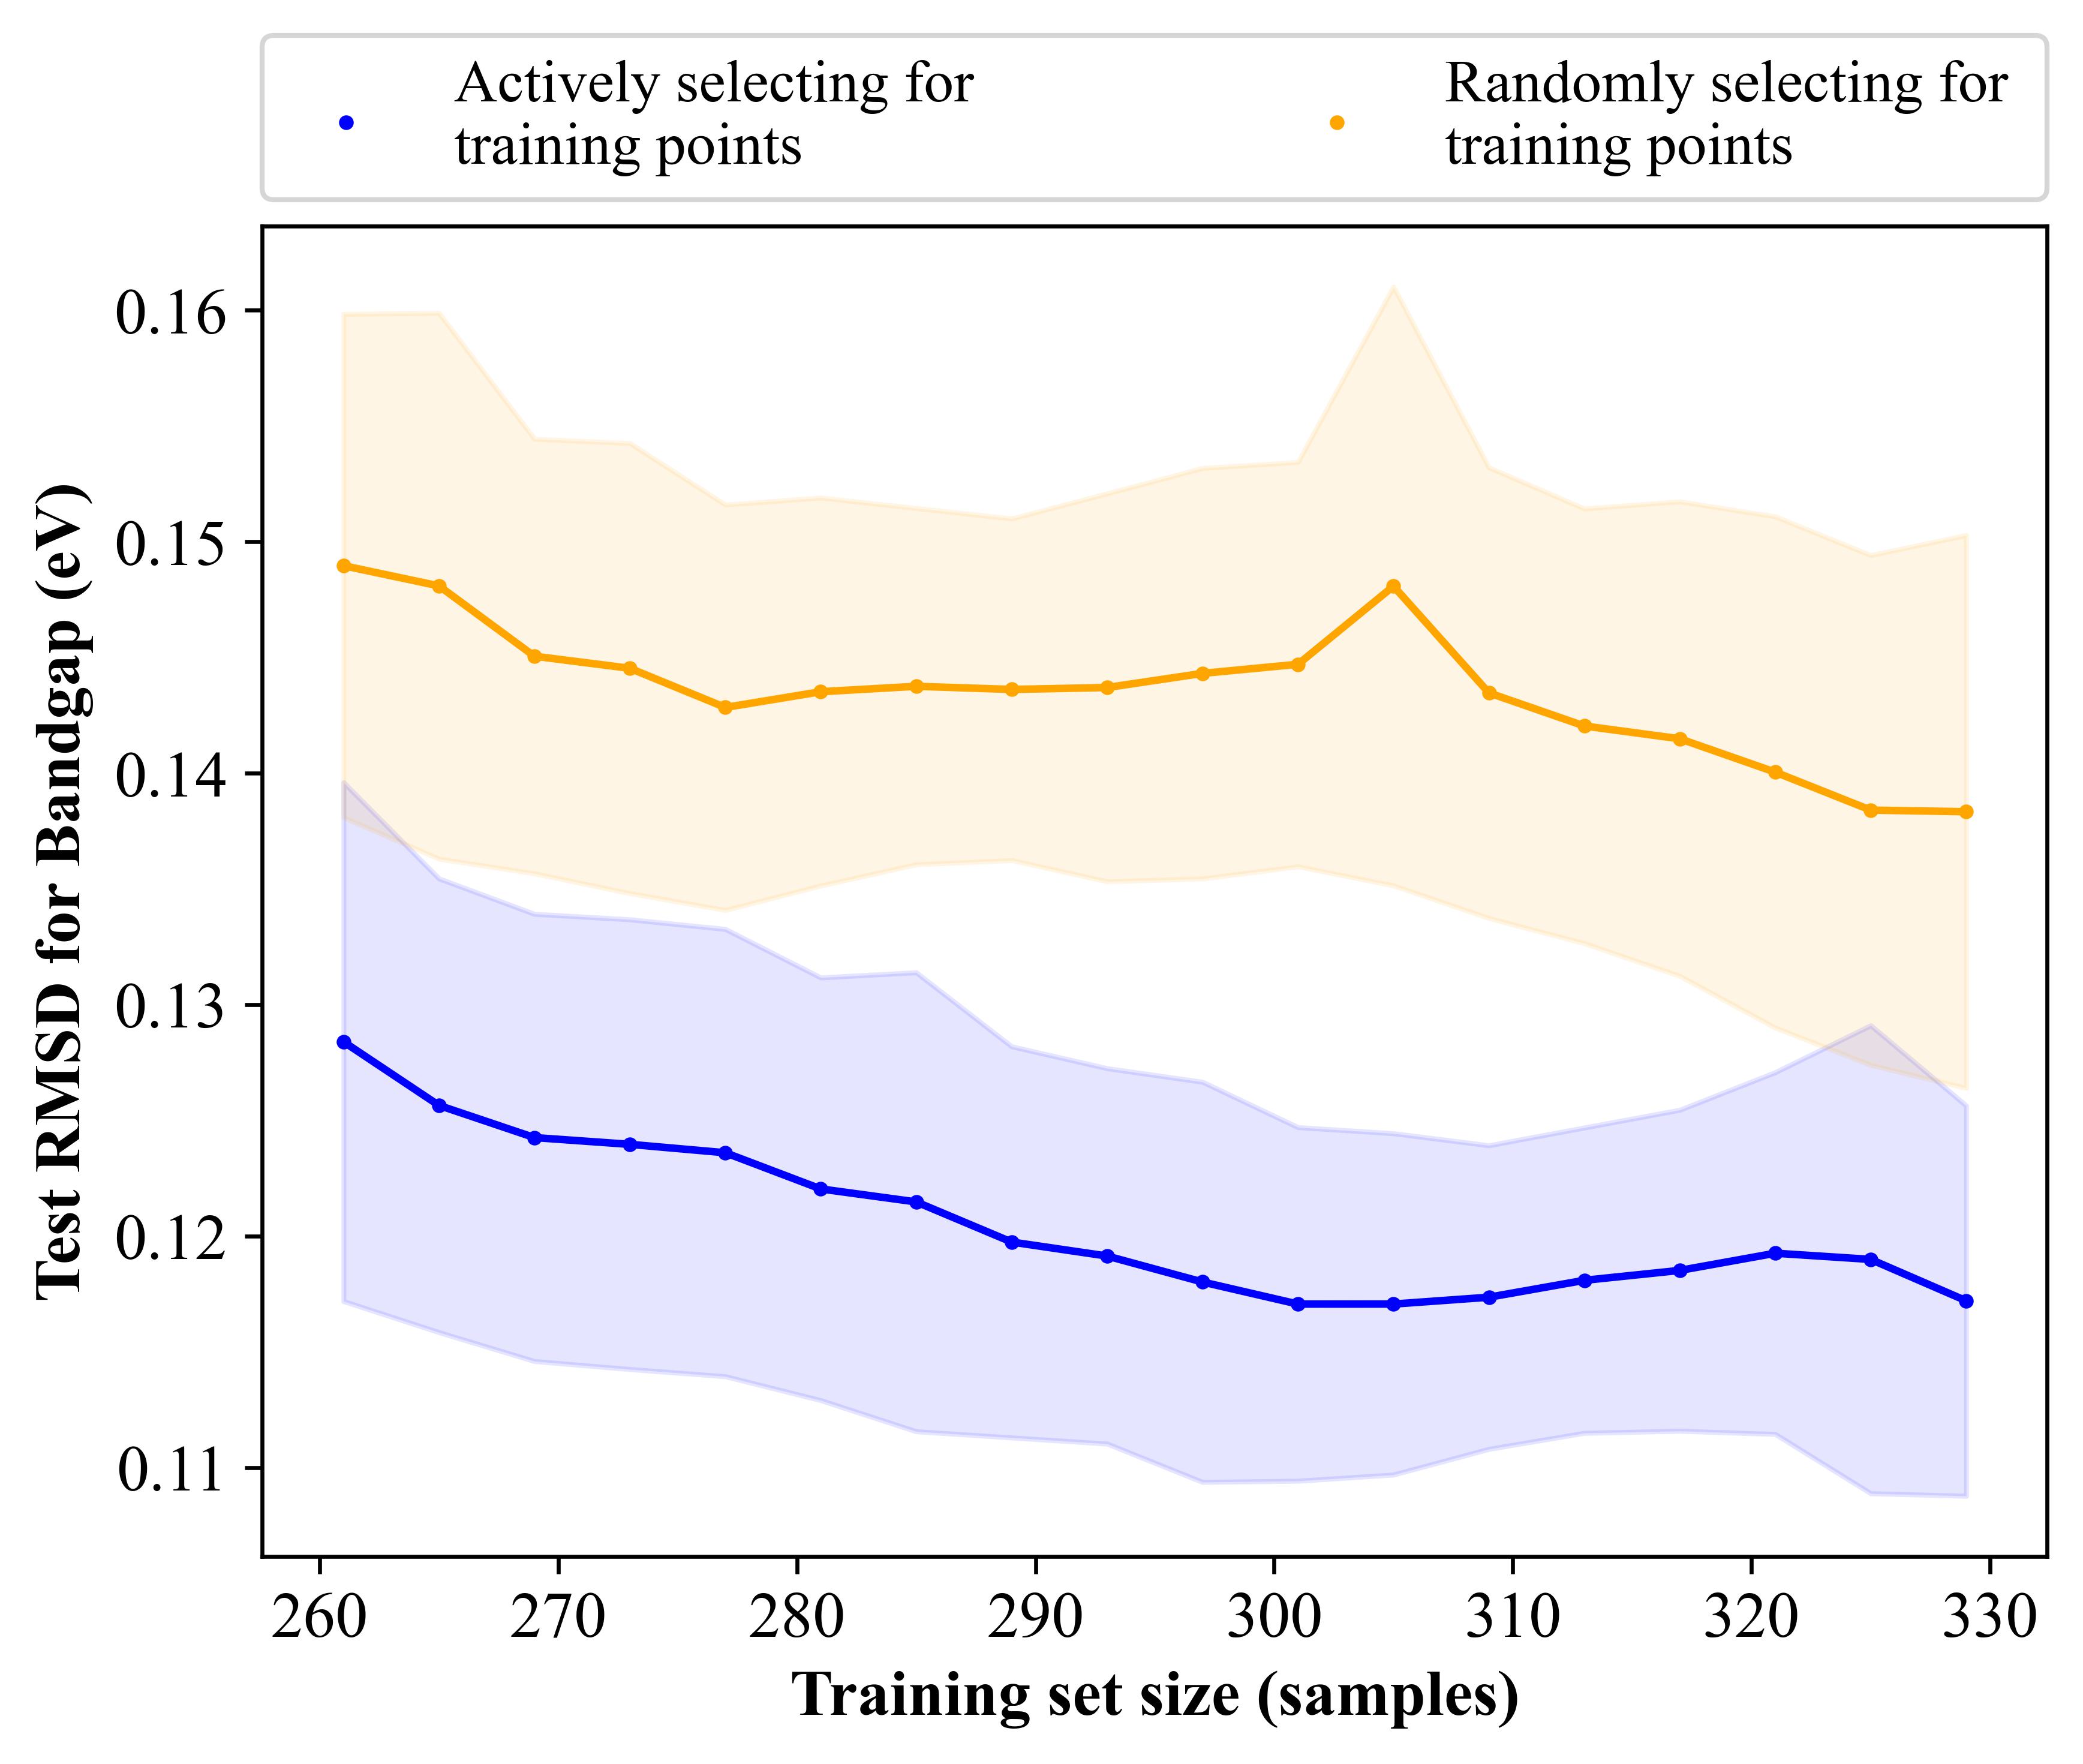 Actively selecting for
training points
Randomly selecting for
training points
Test RMSD for Bandgap (eV)
0.16
0.15
0.14
0.13
0.12
0.11
260 270 280 290 300 310 320 330
Training set size (samples)